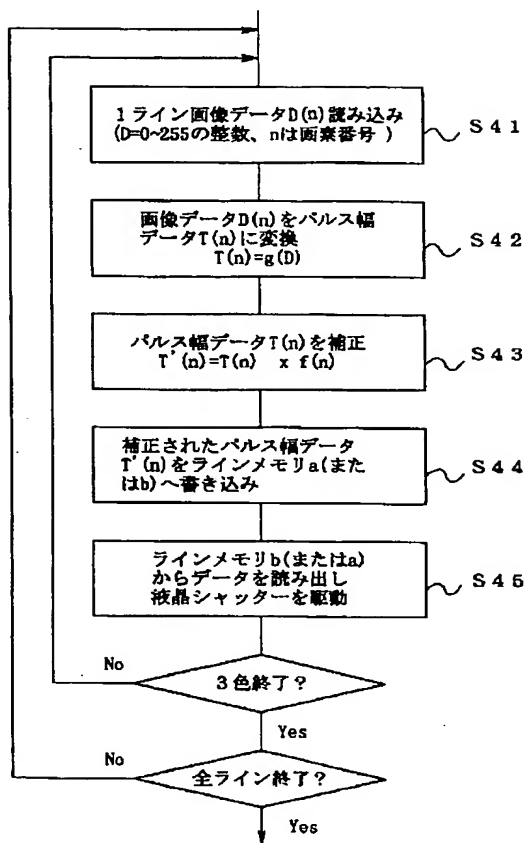 1ライン画像データD(n)読み込み
(D=0~255の整数、nは画素番号 )
S41
画像データD(n)をパルス幅
データT(n)に変換
T(n)=g(D)
S42
パルス幅データT(n)を補正
T'(n)=T(n) x f(n)
S43
補正されたパルス幅データ
T'(n)をラインメモリa(また
はb)へ書き込み
S44
ラインメモリb(またはa)
からデータを読み出し
液晶シャッターを駆動
S45
No
3色終了?
Yes
No
全ライン終了?
Yes